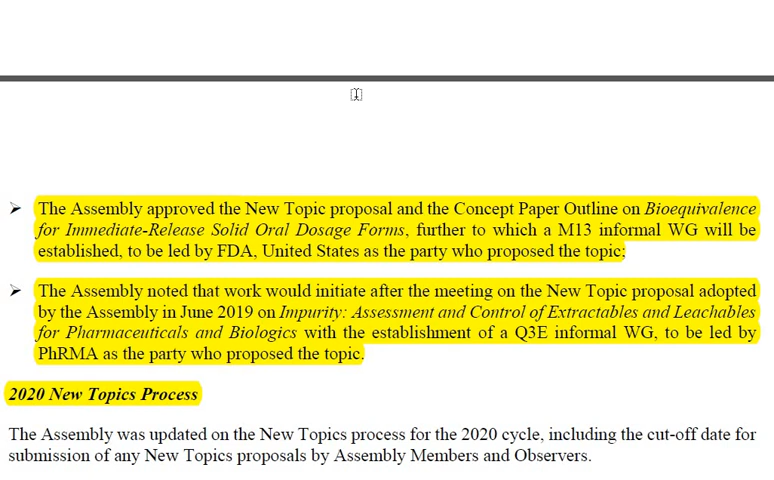 ➢ The Assembly approved the New Topic proposal and the Concept Paper Outline on Bioequivalence
for Immediate-Release Solid Oral Dosage Forms, further to which a M13 informal WG will be
established, to be led by FDA, United States as the party who proposed the topic;
➢ The Assembly noted that work would initiate after the meeting on the New Topic proposal adopted
by the Assembly in June 2019 on Impurity: Assessment and Control of Extractables and Leachables
for Pharmaceuticals and Biologics with the establishment of a Q3E informal WG, to be led by
PhRMA as the party who proposed the topic.
2020 New Topics Process
The Assembly was updated on the New Topics process for the 2020 cycle, including the cut-off date for
submission of any New Topics proposals by Assembly Members and Observers.